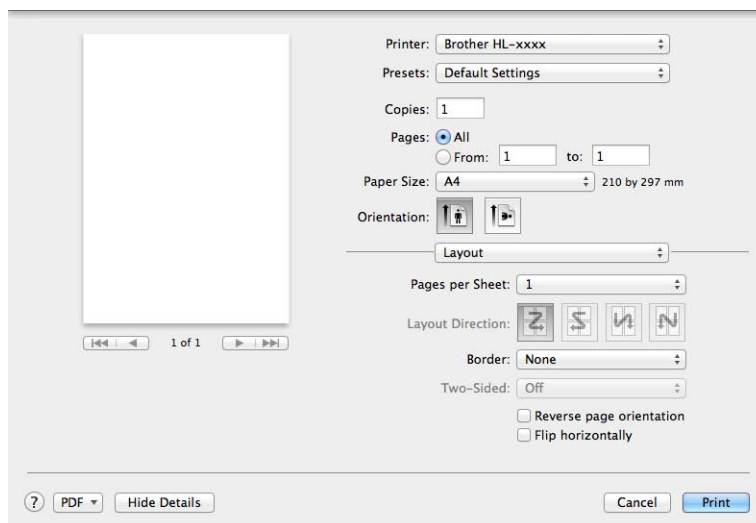 Printer: Brother HL-xxxx
Presets: Default Settings
Copies: 1
Pages: All
From: 1 to: 1
Paper Size: A4 210 by 297 mm
Orientation:
Layout
Pages per Sheet: 1
Layout Direction:
Border: None
Two-Sided: Off
Reverse page orientation
Flip horizontally
1 of 1
? PDF Hide Details Cancel Print